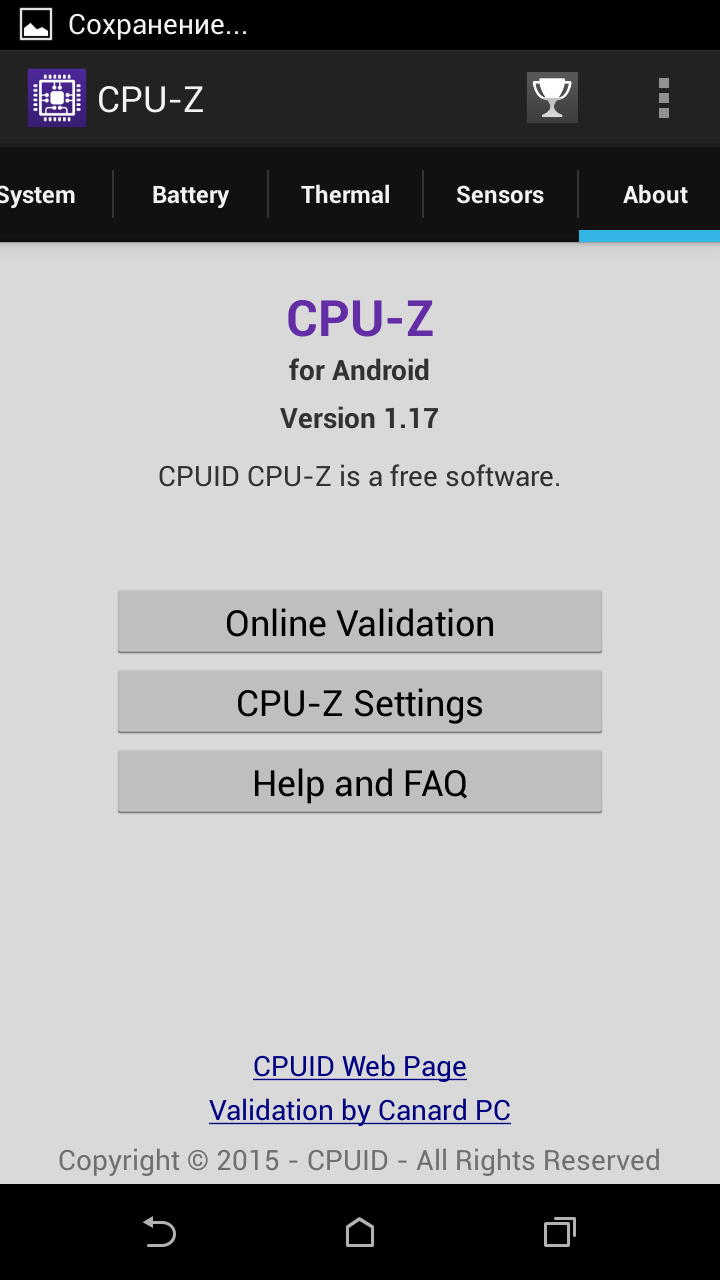 Сохранение...
CPU-Z
System Battery Thermal Sensors About
CPU-Z
for Android
Version 1.17
CPUID CPU-Z is a free software.
Online Validation
CPU-Z Settings
Help and FAQ
CPUID Web Page
Validation by Canard PC
Copyright © 2015 - CPUID - All Rights Reserved